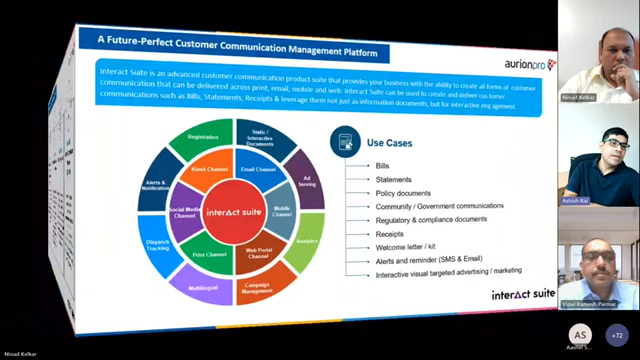 A Future-Perfect Customer Communication Management Platform
aurionpro
Interact Suite is an advanced customer communication product suite that provides your business with the ability to create all forms of customer
communication that can be delivered across print, email, mobile and web. Interact Suite can be used to create and deliver customer
communications such as Bills, Statements, Receipts & leverage them not just as information documents, but for interactive engagement.
Registration
Static /
Interactive
Documents
Alerts &
Notification
Kiosk Channel
Email Channel
Ad
Serving
Social Media
Channel
interAct suite
Mobile
Channel
Dispatch
Tracking
Print Channel
Web Portal
Channel
Analytics
Multilingual
Campaign
Management
Use Cases
Bills
Statements
Policy documents
Community / Government communications
Regulatory & compliance documents
Receipts
Welcome letter / kit
Alerts and reminder (SMS & Email)
Interactive visual targeted advertising / marketing
interAct suite
Ninad Kelkar
Ashish Rai
Vipul Ramesh Parmar
AS
+72
Ninad Kelkar